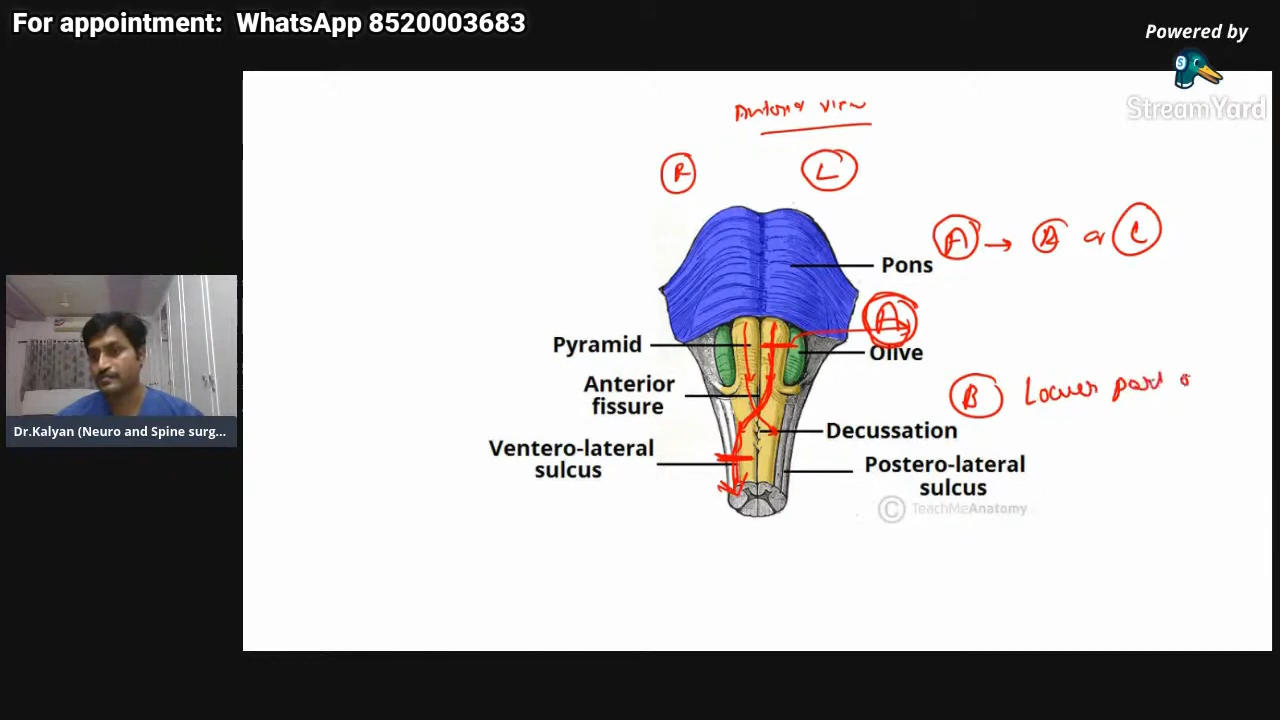 For appointment: WhatsApp 8520003683
Powered by
StreamYard
view
R
L
A → B or C
Pons
A
Pyramid
Olive
Anterior
fissure
B Lower part o
Decussation
Ventero-lateral
sulcus
Postero-lateral
sulcus
© TeachMeAnatomy
Dr.Kalyan (Neuro and Spine surg...